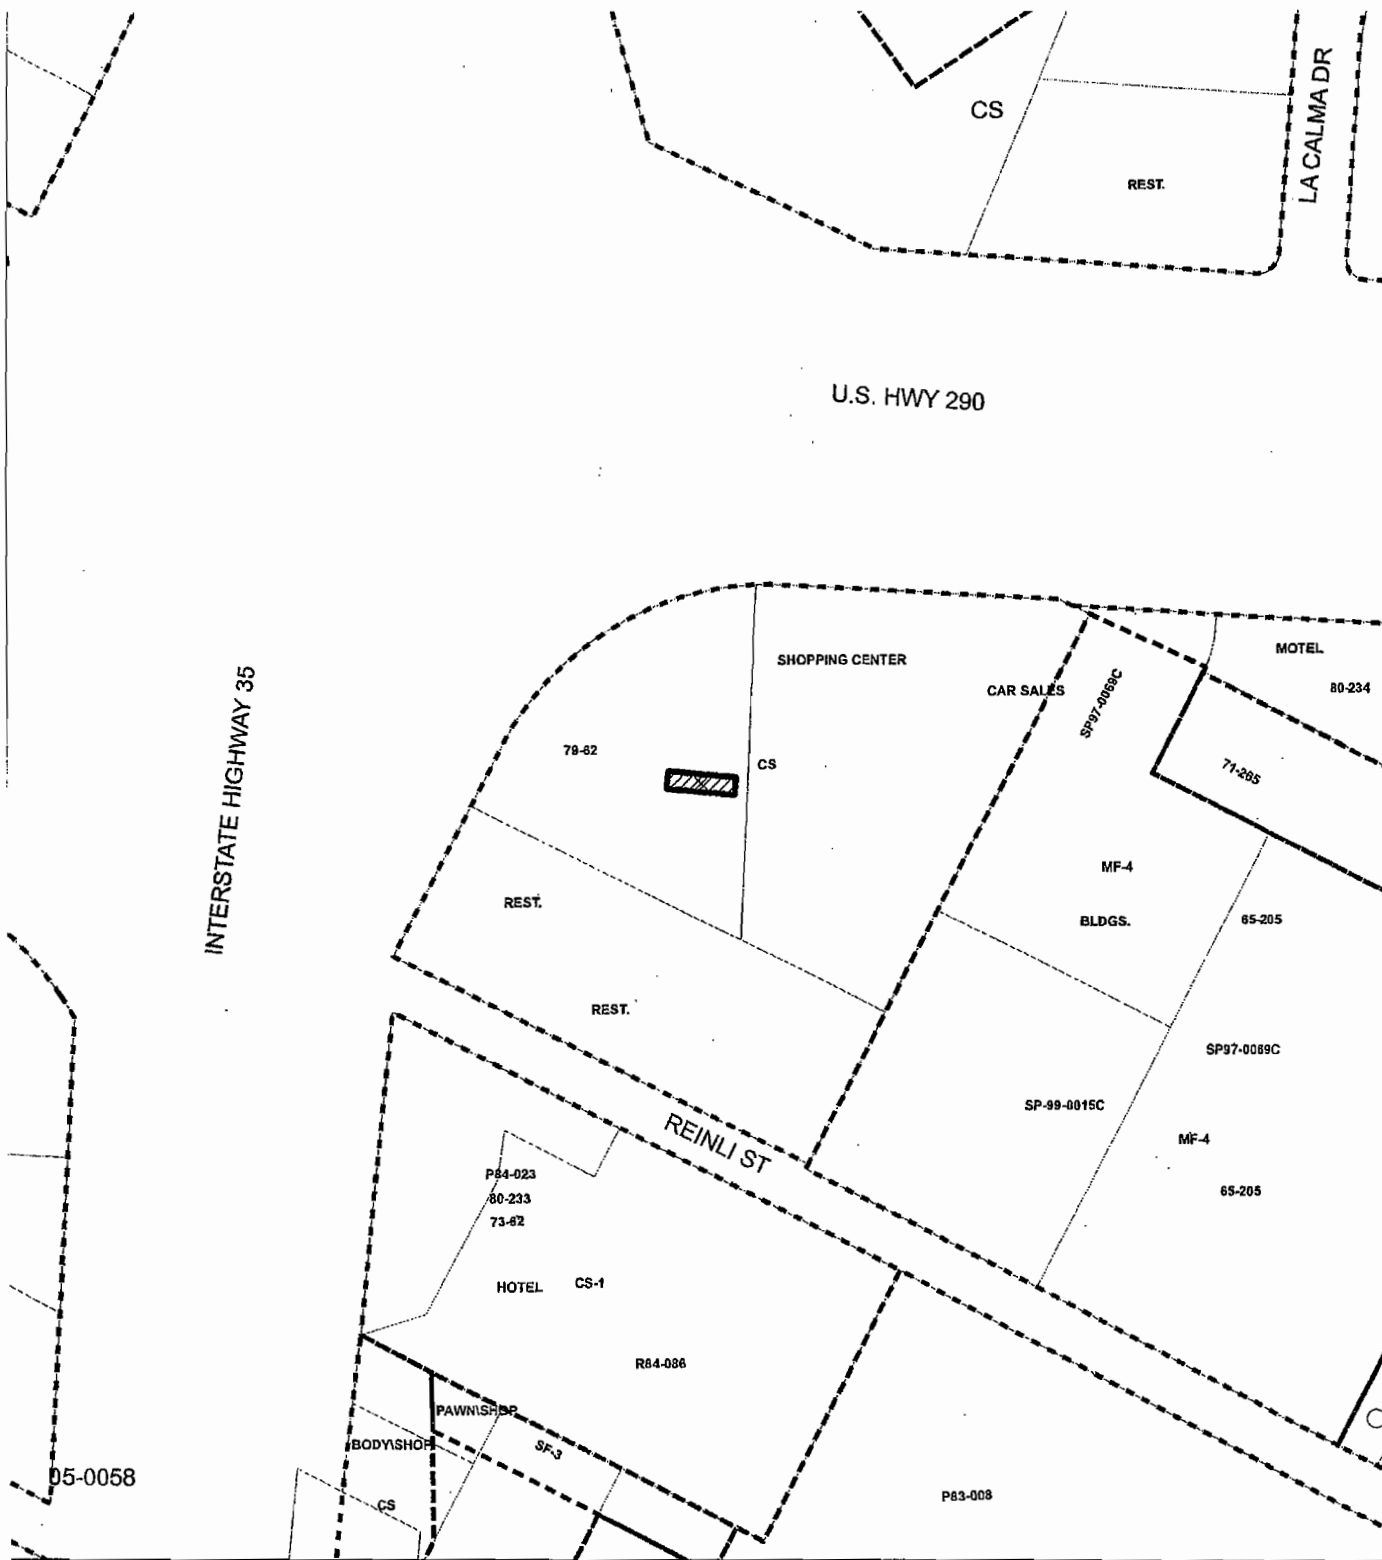 CS
LA CALMA DR
REST.
U.S. HWY 290
INTERSTATE HIGHWAY 35
SHOPPING CENTER
MOTEL
CAR SALES
SP97-0069C
80-234
79-62
CS
71-265
MF-4
REST.
BLDGS.
65-205
REST.
SP97-0069C
SP-99-0015C
REINLI ST
MF-4
P84-023
80-233
65-205
73-62
HOTEL
CS-1
R84-086
PAWN\SHOP
BODY\SHOP
SF-3
05-0058
CS
P83-008